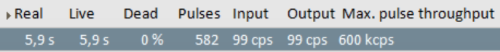 Real Live Dead Pulses Input Output Max. pulse throughput
5,9 s 5,9 s 0 % 582 99 cps 99 cps 600 kcps